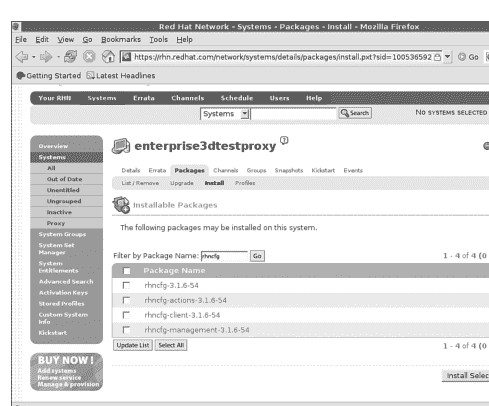 Red Hat Network - Systems - Packages - Install - Mozilla Firefox
File Edit View Go Bookmarks Tools Help
https://rhn.redhat.com/network/systems/details/packages/install.pxt?sid=100536592 Go
Getting Started Latest Headlines
Your RHN Systems Errata Channels Schedule Users Help
Systems Search NO SYSTEMS SELECTED
Overview
Systems
All
Out of Date
Unentitled
Ungrouped
Inactive
Proxy
System Groups
System Set
Manager
System
Entitlements
Advanced Search
Activation Keys
Stored Profiles
Custom System
Info
Kickstart
BUY NOW !
Add systems
Renew service
Manage & provision
enterprise3dtestproxy ?
Details Errata Packages Channels Groups Snapshots Kickstart Events
List / Remove Upgrade Install Profiles
Installable Packages
The following packages may be installed on this system.
Filter by Package Name: rhncfg Go 1 - 4 of 4 (0
Package Name
rhncfg-3.1.6-54
rhncfg-actions-3.1.6-54
rhncfg-client-3.1.6-54
rhncfg-management-3.1.6-54
Update List Select All 1 - 4 of 4 (0
Install Selec